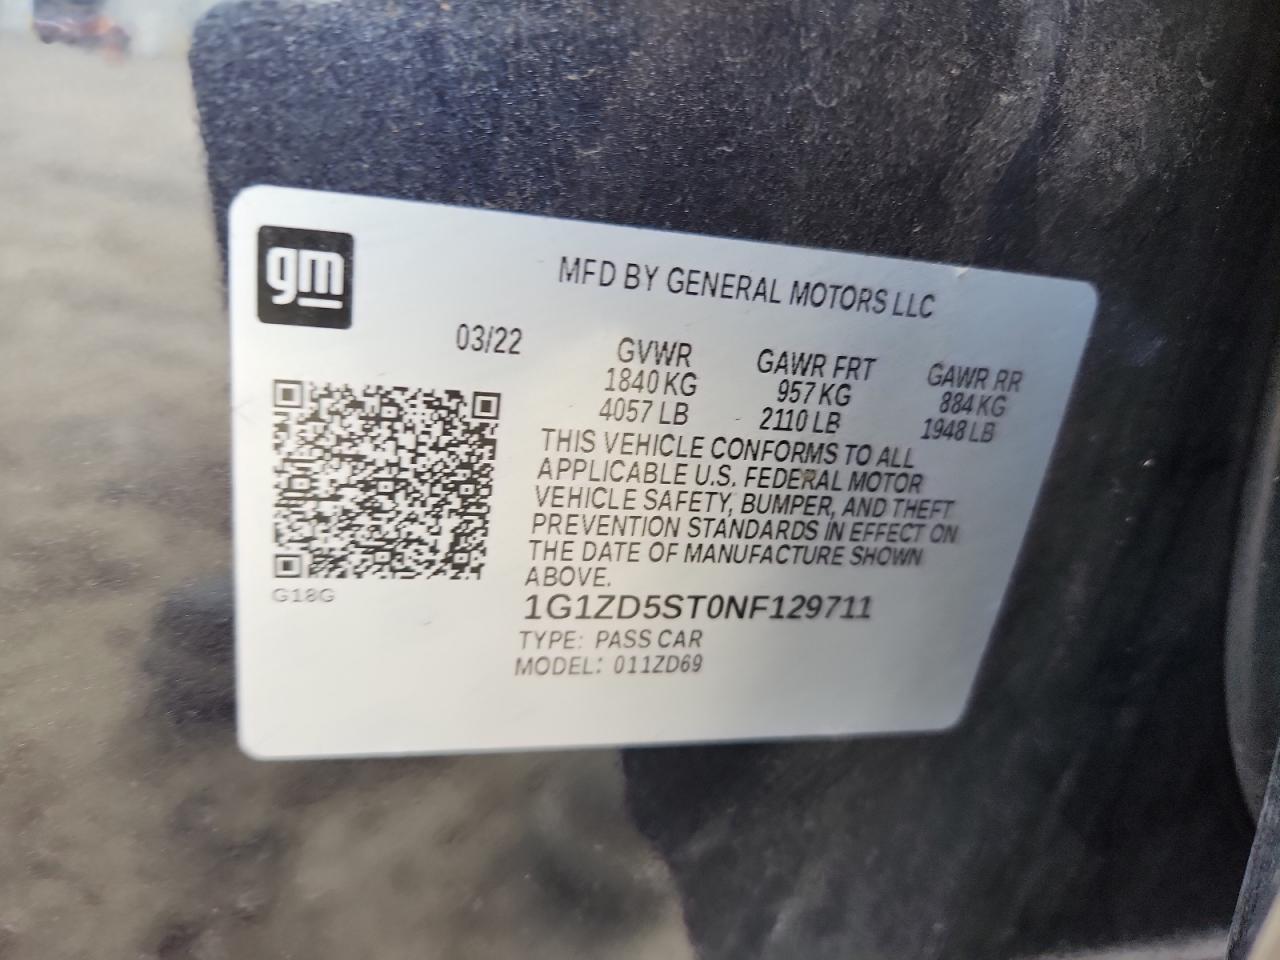 gm
MFD BY GENERAL MOTORS LLC
03/22
GVWR GAWR FRT GAWR RR
1840 KG 957 KG 884 KG
4057 LB 2110 LB 1948 LB
THIS VEHICLE CONFORMS TO ALL
APPLICABLE U.S. FEDERAL MOTOR
VEHICLE SAFETY, BUMPER, AND THEFT
PREVENTION STANDARDS IN EFFECT ON
THE DATE OF MANUFACTURE SHOWN
ABOVE.
G18G
1G1ZD5ST0NF129711
TYPE: PASS CAR
MODEL: 011ZD69